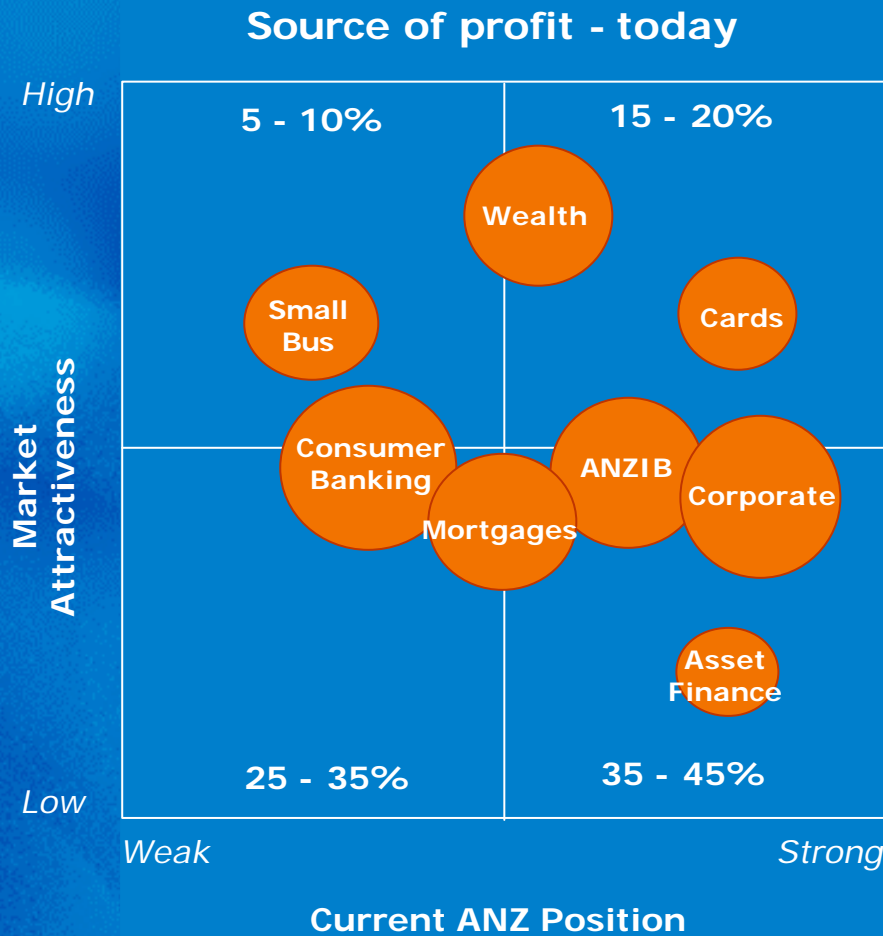 Source of profit - today
High
5 - 10%
15 - 20%
Wealth
Small
Bus
Cards
Market
Attractiveness
Consumer
Banking
ANZIB
Corporate
Mortgages
Asset
Finance
25 - 35%
35 - 45%
Low
Weak
Strong
Current ANZ Position